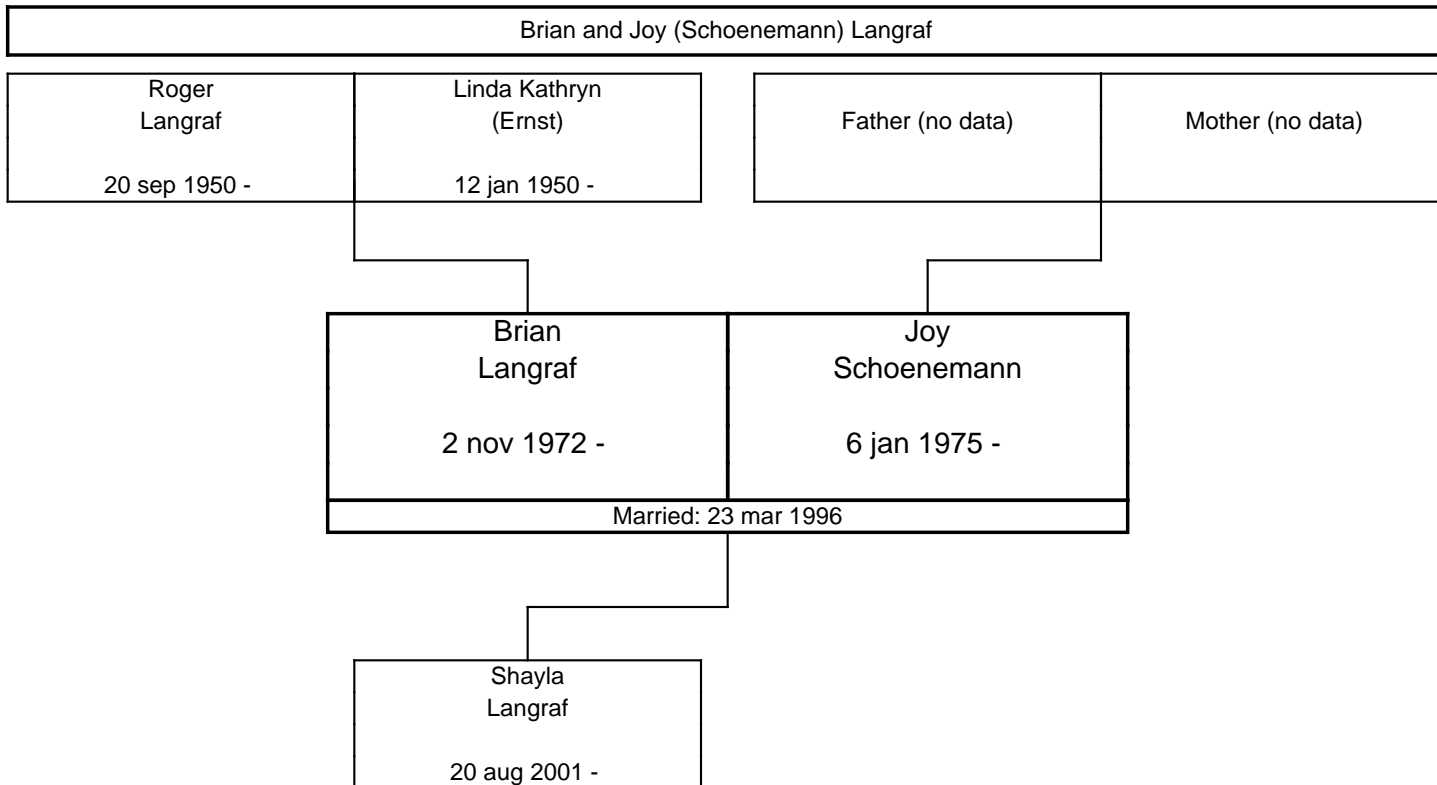 Brian and Joy (Schoenemann) Langraf
Roger
Langraf
20 sep 1950 -
Linda Kathryn
(Ernst)
12 jan 1950 -
Father (no data)
Mother (no data)
Brian
Langraf
2 nov 1972 -
Joy
Schoenemann
6 jan 1975 -
Married: 23 mar 1996
Shayla
Langraf
20 aug 2001 -